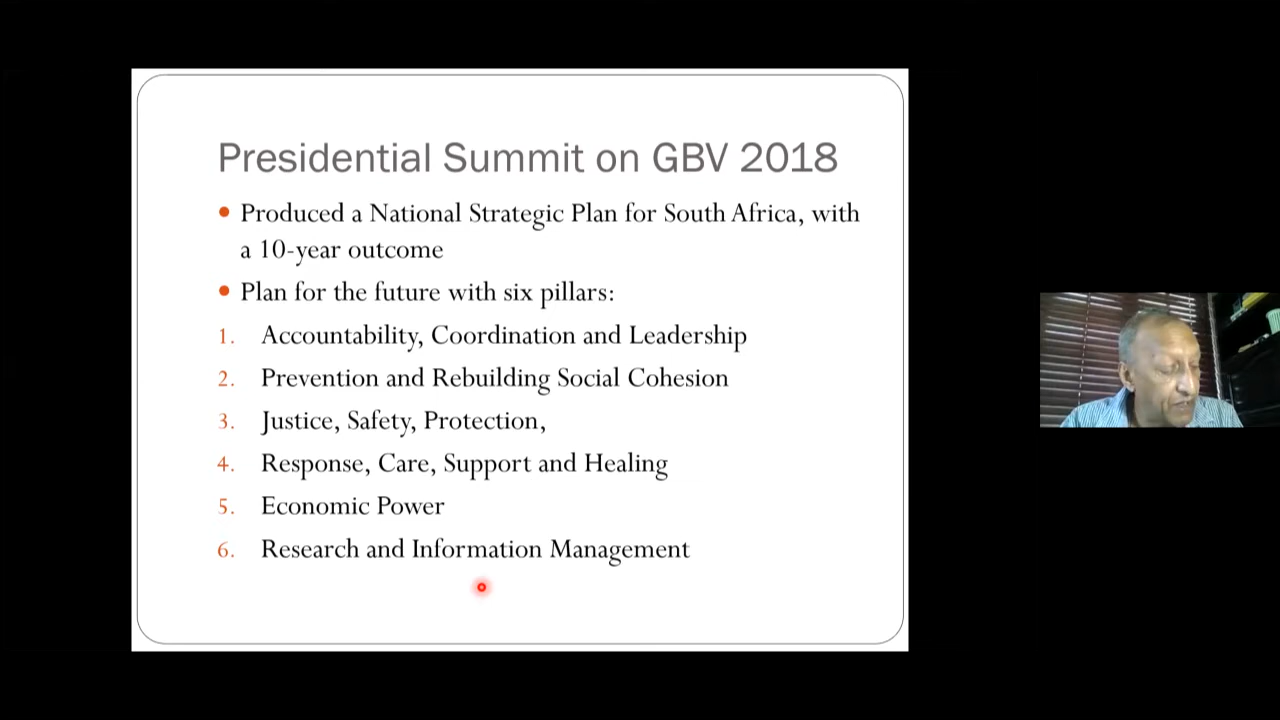 Presidential Summit on GBV 2018
• Produced a National Strategic Plan for South Africa, with
a 10-year outcome
• Plan for the future with six pillars:
1. Accountability, Coordination and Leadership
2. Prevention and Rebuilding Social Cohesion
3. Justice, Safety, Protection,
4. Response, Care, Support and Healing
5. Economic Power
6. Research and Information Management